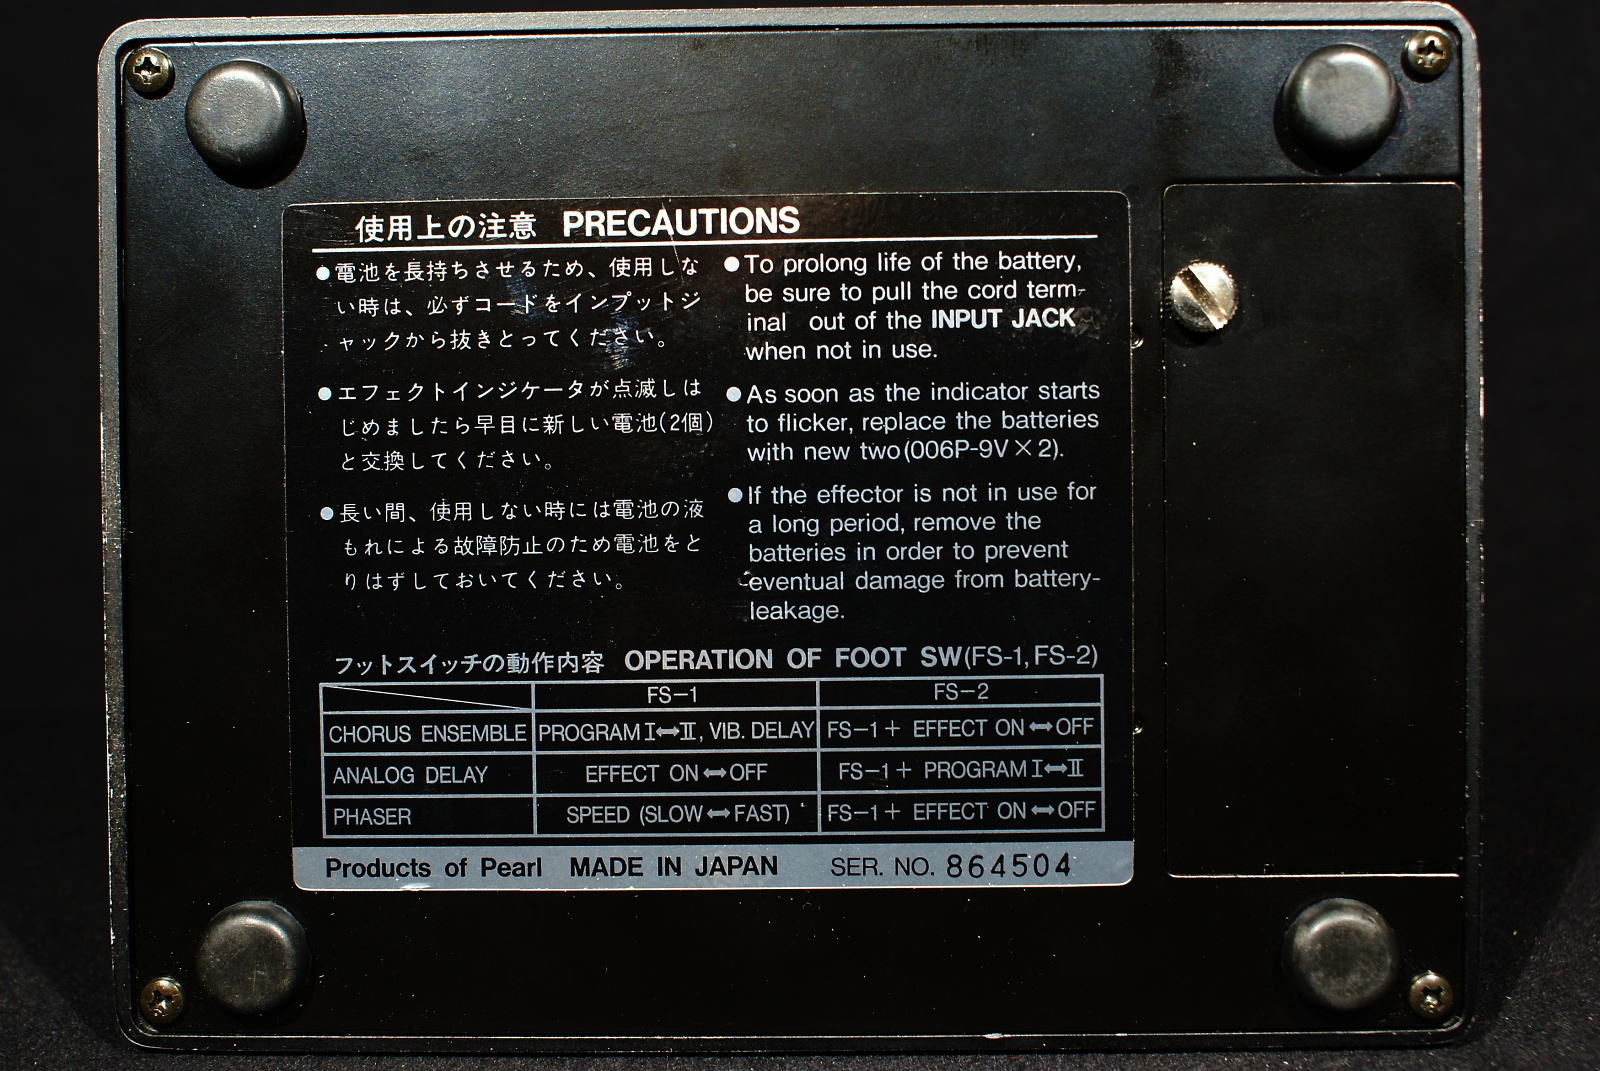 使用上の注意 PRECAUTIONS
●電池を長持ちさせるため、使用しな
い時は、必ずコードをインプットジ
ャックから抜きとってください。
●エフェクトインジケータが点滅しは
じめましたら早目に新しい電池(2個)
と交換してください。
●長い間、使用しない時には電池の液
もれによる故障防止のため電池をと
りはずしておいてください。
●To prolong life of the battery,
be sure to pull the cord term-
inal out of the INPUT JACK
when not in use.
●As soon as the indicator starts
to flicker, replace the batteries
with new two(006P-9V×2).
●If the effector is not in use for
a long period, remove the
batteries in order to prevent
eventual damage from battery-
leakage.
フットスイッチの動作内容 OPERATION OF FOOT SW(FS-1, FS-2)
FS-1 FS-2
CHORUS ENSEMBLE PROGRAM I↔II, VIB. DELAY FS-1+ EFFECT ON↔OFF
ANALOG DELAY EFFECT ON↔OFF FS-1+ PROGRAM I↔II
PHASER SPEED (SLOW↔FAST) FS-1+ EFFECT ON↔OFF
Products of Pearl MADE IN JAPAN SER. NO. 864504